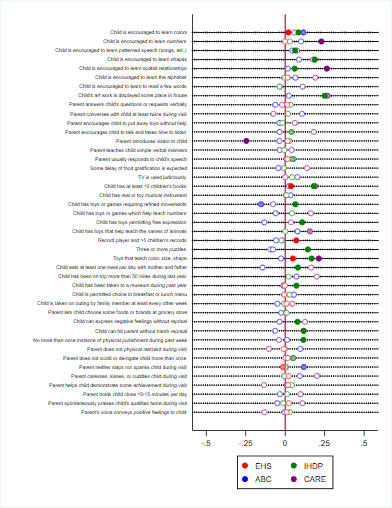 Child is encouraged to learn colors
Child is encouraged to learn numbers
Child is encouraged to learn patterned speech (songs, etc.)
Child is encouraged to learn shapes
Child is encouraged to learn spatial relationships
Child is encouraged to learn the alphabet
Child is encouraged to learn to read a few words
Child's art work is displayed some place in house
Parent answers child's questions or requests verbally
Parent converses with child at least twice during visit
Parent encourages child to put away toys without help
Parent encourages child to talk and takes time to listen
Parent introduces visitor to child
Parent teaches child simple verbal manners
Parent usually responds to child's speech
Some delay of food gratification is expected
TV is used judiciously
Child has at least 10 children's books
Child has real or toy musical instrument
Child has toys or games requiring refined movements
Child has toys or games which help teach numbers
Child has toys permitting free expression
Child has toys that help teach the names of animals
Record player and >5 children's records
Three or more puzzles
Toys that teach color, size, shape
Child eats at least one meal per day with mother and father
Child has been on trip more than 50 miles during last year
Child has been taken to a museum during past year
Child is permitted choice in breakfast or lunch menu
Child is taken on outing by family member at least every other week
Parent lets child choose some foods or brands at grocery store
Child can express negative feelings without reprisal
Child can hit parent without harsh reprisal
No more than once instance of physical punishment during past week
Parent does not physical restraint during visit
Parent does not scold or derogate child more than once
Parent neither slaps nor spanks child during visit
Parent caresses, kisses, or cuddles child during visit
Parent helps child demonstrate some achievement during visit
Parent holds child close 10-15 minutes per day
Parent spontaneously praises child's qualities twice during visit
Parent's voice conveys positive feelings to child
-.5 -.25 0 .25 .5
EHS IHDP
ABC CARE